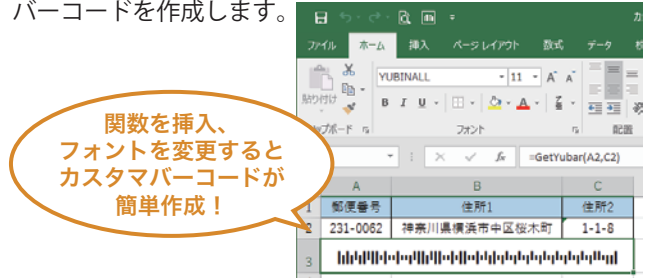 バーコードを作成します。
ファイル ホーム 挿入 ページレイアウト 数式 データ
YUBINALL 11 A A
貼り付け B I U A
クリップボード フォント 配置
fx =GetYubar(A2,C2)
関数を挿入、
フォントを変更すると
カスタマバーコードが
簡単作成！
A B C
1 郵便番号 住所1 住所2
2 231-0062 神奈川県横浜市中区桜木町 1-1-8
3